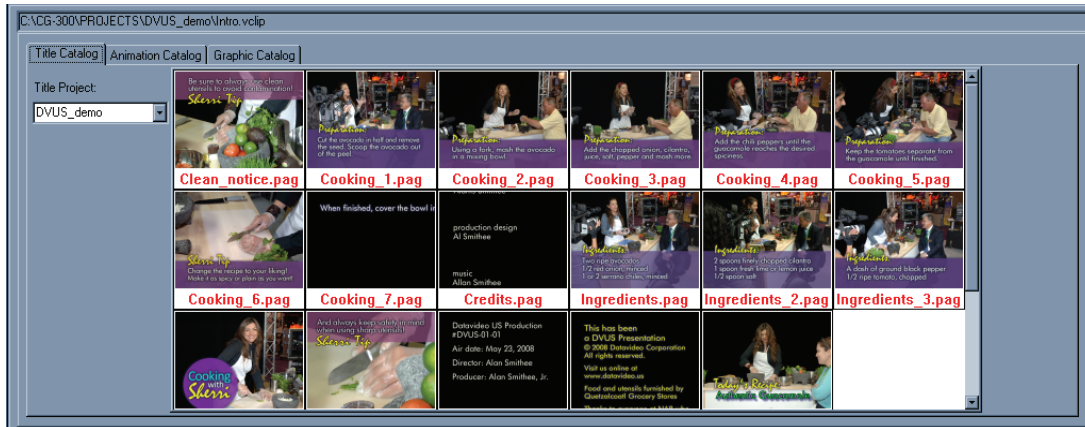 C:\CG-300\PROJECTS\DVUS_demo\Intro.vclip
Title Catalog
Animation Catalog
Graphic Catalog
Title Project:
DVUS_demo
Be sure to always use clean
utensils to avoid contamination!
Sherri Tip
Clean_notice.pag
Preparation:
Cut the avocado in half and remove
the seed. Scoop the avocado out
of the peel.
Cooking_1.pag
Preparation:
Using a fork, mash the avocado
in a mixing bowl.
Cooking_2.pag
Preparation:
Add the chopped onion, cilantro,
juice, salt, pepper and mash more
Cooking_3.pag
Preparation:
Add the chili peppers until the
guacamole reaches the desired
spiciness.
Cooking_4.pag
Preparation:
Keep the tomatoes separate from
the guacamole until finished.
Cooking_5.pag
Sherri Tip
Change the recipe to your liking!
Make it as spicy or plain as you want!
Cooking_6.pag
When finished, cover the bowl in
Cooking_7.pag
production design
Al Smithee
music
Allan Smithee
Credits.pag
Ingredients:
Two ripe avocados
1/2 red onion, minced
1 or 2 serrano chiles, minced
Ingredients.pag
Ingredients:
2 spoons finely chopped cilantro
1 spoon fresh lime or lemon juice
1/2 spoon salt
Ingredients_2.pag
Ingredients:
A dash of ground black pepper
1/2 ripe tomato, chopped
Ingredients_3.pag
Cooking
with
Sherri
And always keep safety in mind
when using sharp utensils!
Sherri Tip
Datavideo US Production
#DVUS-01-01
Air date: May 23, 2008
Director: Alan Smithee
Producer: Alan Smithee, Jr.
This has been
a DVUS Presentation
© 2008 Datavideo Corporation
All rights reserved.
Visit us online at
www.datavideo.us
Food and utensils furnished by
Quetzalcoatl Grocery Stores
Today's Recipe:
Authentic Guacamole